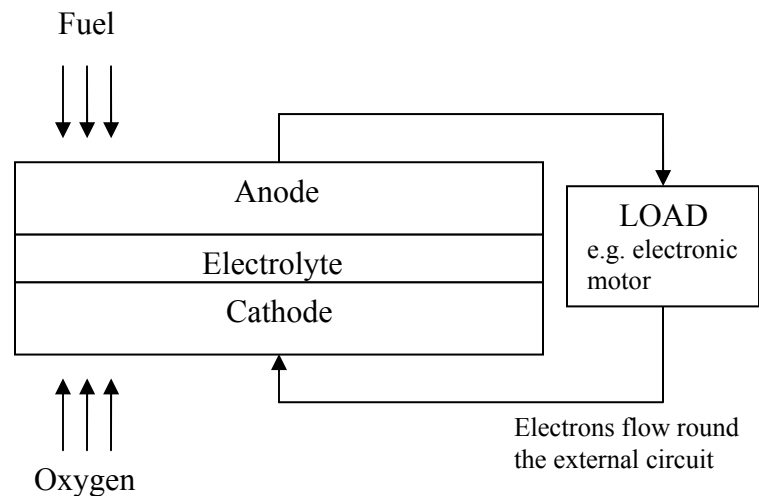 Fuel
Anode
Electrolyte
Cathode
LOAD
e.g. electronic
motor
Oxygen
Electrons flow round
the external circuit